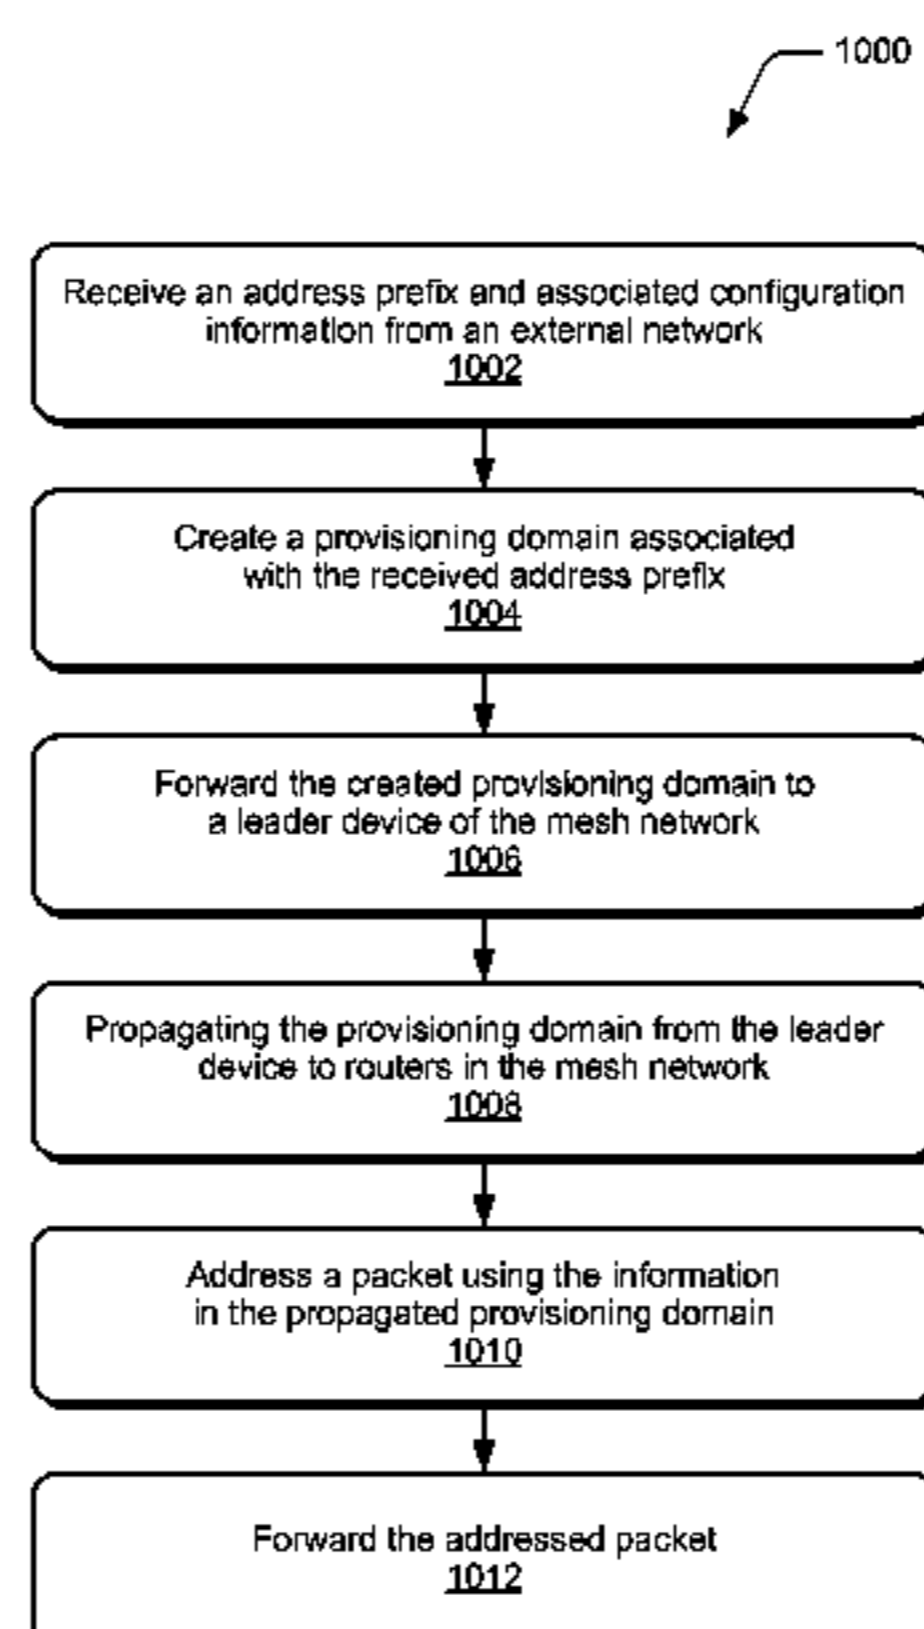 1000
Receive an address prefix and associated configuration
information from an external network
1002
Create a provisioning domain associated
with the received address prefix
1004
Forward the created provisioning domain to
a leader device of the mesh network
1006
Propagating the provisioning domain from the leader
device to routers in the mesh network
1008
Address a packet using the information
in the propagated provisioning domain
1010
Forward the addressed packet
1012